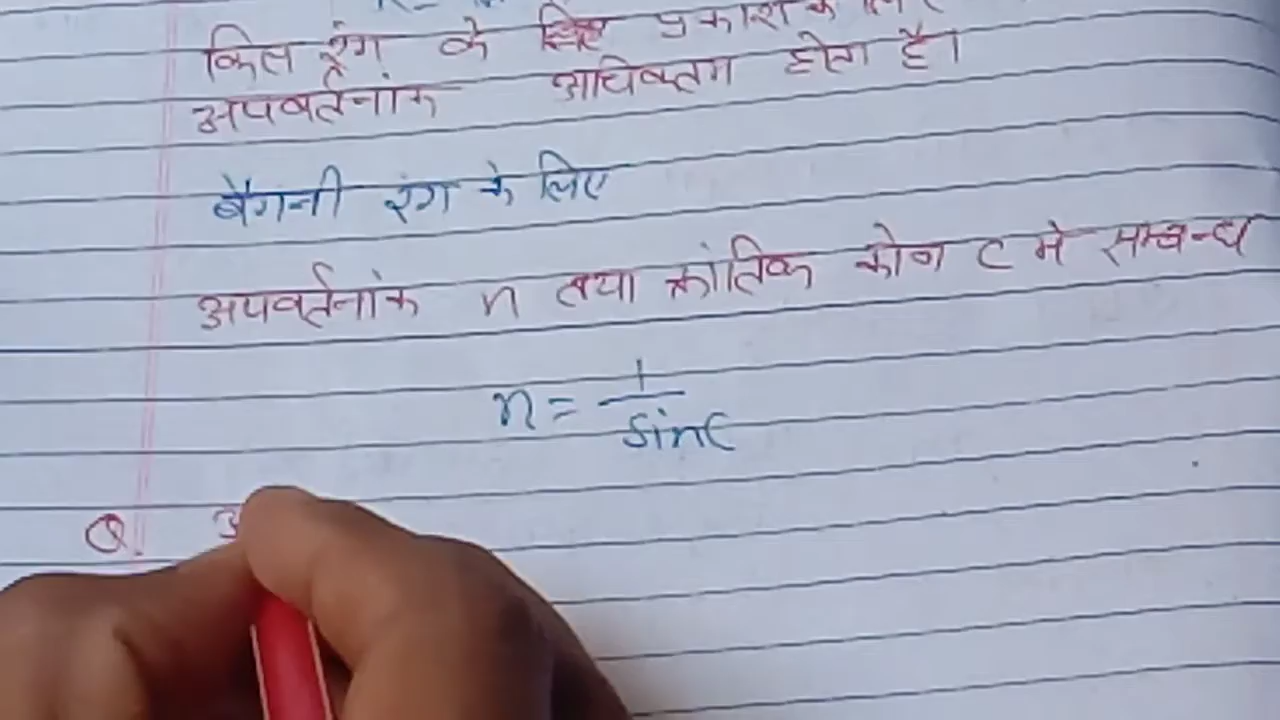 किस रंग के लिए प्रकाश के लिए
अपवर्तनांक अधिकतम होता है।
बैगनी रंग के लिए
अपवर्तनांक n तथा क्रांतिक कोण C मे सम्बन्ध
n = 1/sinC
Q.